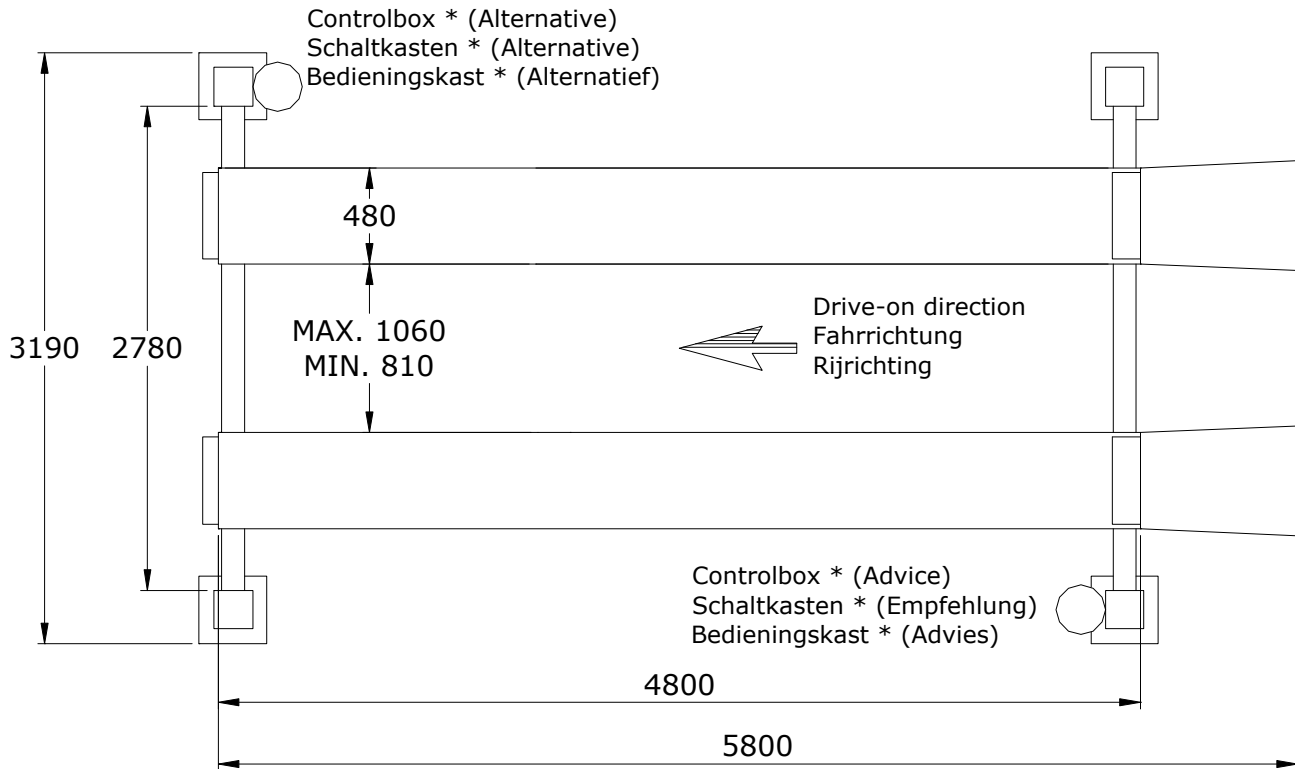 Controlbox * (Alternative)
Schaltkasten * (Alternative)
Bedieningskast * (Alternatief)
480
MAX. 1060
MIN. 810
3190
2780
Drive-on direction
Fahrrichtung
Rijrichting
Controlbox * (Advice)
Schaltkasten * (Empfehlung)
Bedieningskast * (Advies)
4800
5800